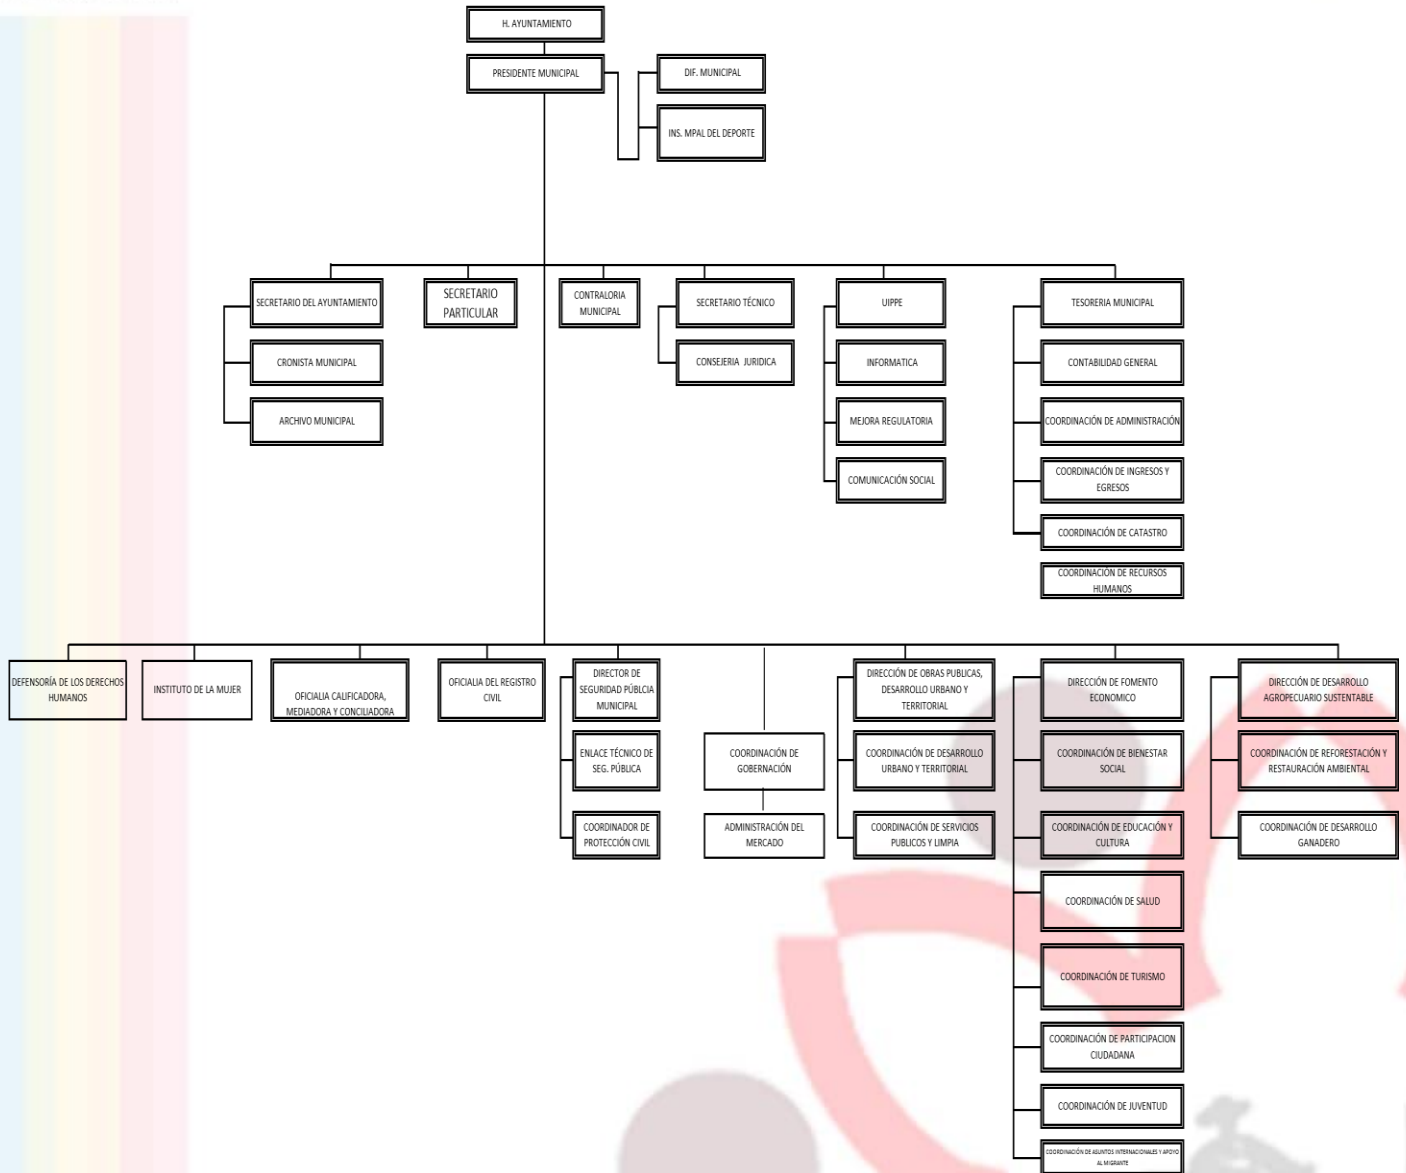 H. AYUNTAMIENTO
PRESIDENTE MUNICIPAL
DIF. MUNICIPAL
INS. MPAL DEL DEPORTE
SECRETARIO DEL AYUNTAMIENTO
SECRETARIO
PARTICULAR
CONTRALORIA
MUNICIPAL
SECRETARIO TÉCNICO
UIPPE
TESORERIA MUNICIPAL
CRONISTA MUNICIPAL
CONSEJERIA JURIDICA
INFORMATICA
CONTABILIDAD GENERAL
ARCHIVO MUNICIPAL
MEJORA REGULATORIA
COORDINACIÓN DE ADMINISTRACIÓN
COMUNICACIÓN SOCIAL
COORDINACIÓN DE INGRESOS Y
EGRESOS
COORDINACIÓN DE CATASTRO
COORDINACIÓN DE RECURSOS
HUMANOS
DEFENSORÍA DE LOS DERECHOS
HUMANOS
INSTITUTO DE LA MUJER
OFICIALIA CALIFICADORA,
MEDIADORA Y CONCILIADORA
OFICIALIA DEL REGISTRO
CIVIL
DIRECTOR DE
SEGURIDAD PÚBLCIA
MUNICIPAL
DIRECCIÓN DE OBRAS PUBLICAS,
DESARROLLO URBANO Y
TERRITORIAL
DIRECCIÓN DE FOMENTO
ECONOMICO
DIRECCIÓN DE DESARROLLO
AGROPECUARIO SUSTENTABLE
ENLACE TÉCNICO DE
SEG. PÚBLICA
COORDINACIÓN DE
GOBERNACIÓN
COORDINACIÓN DE DESARROLLO
URBANO Y TERRITORIAL
COORDINACIÓN DE BIENESTAR
SOCIAL
COORDINACIÓN DE REFORESTACIÓN Y
RESTAURACIÓN AMBIENTAL
COORDINADOR DE
PROTECCIÓN CIVIL
ADMINISTRACIÓN DEL
MERCADO
COORDINACIÓN DE SERVICIOS
PUBLICOS Y LIMPIA
COORDINACIÓN DE EDUCACIÓN Y
CULTURA
COORDINACIÓN DE DESARROLLO
GANADERO
COORDINACIÓN DE SALUD
COORDINACIÓN DE TURISMO
COORDINACIÓN DE PARTICIPACION
CIUDADANA
COORDINACIÓN DE JUVENTUD
COORDINACIÓN DE ASUNTOS INTERNACIONALES Y APOYO
AL MIGRANTE